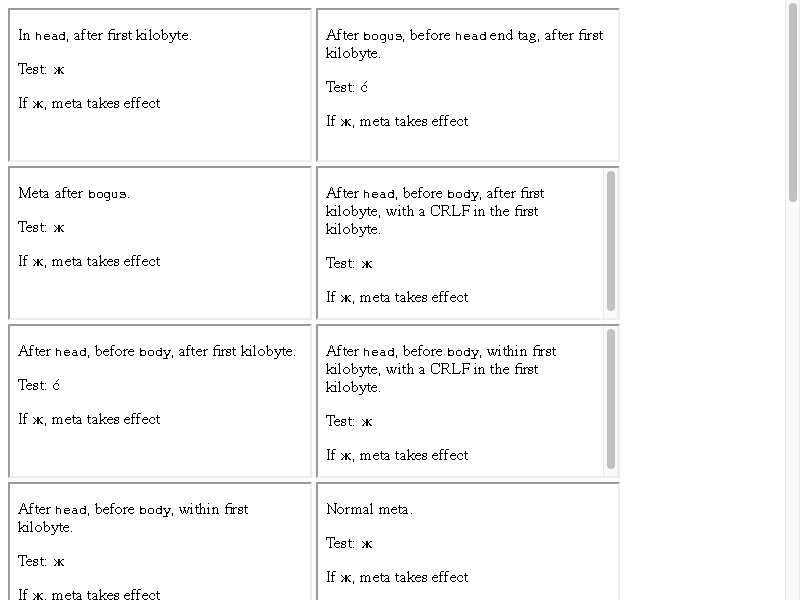 In head, after first kilobyte.
Test: ж
If ж, meta takes effect
After bogus, before head end tag, after first
kilobyte.
Test: ć
If ж, meta takes effect
Meta after bogus.
Test: ж
If ж, meta takes effect
After head, before body, after first
kilobyte, with a CRLF in the first
kilobyte.
Test: ж
If ж, meta takes effect
After head, before body, after first kilobyte.
Test: ć
If ж, meta takes effect
After head, before body, within first
kilobyte, with a CRLF in the first
kilobyte.
Test: ж
If ж, meta takes effect
After head, before body, within first
kilobyte.
Test: ж
If ж, meta takes effect
Normal meta.
Test: ж
If ж, meta takes effect